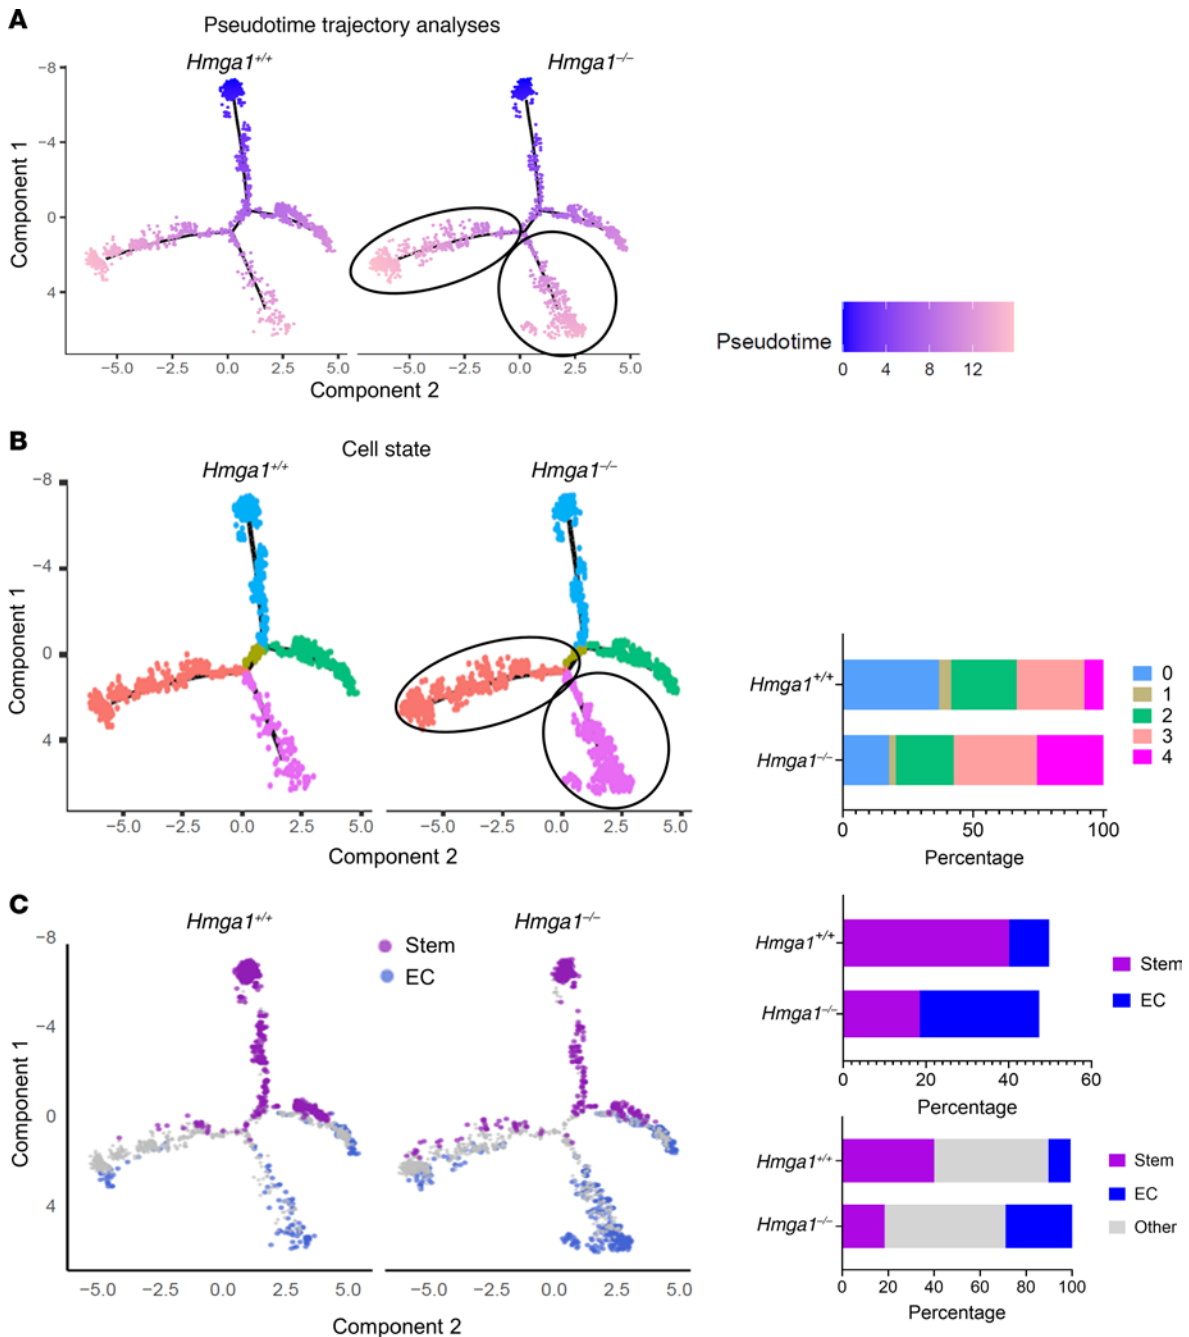 A
Pseudotime trajectory analyses
Hmga1+/+
Hmga1−/−
−8
−4
0
4
Component 1
−5.0
−2.5
0.0
2.5
5.0
−5.0
−2.5
0.0
2.5
5.0
Component 2
Pseudotime
0
4
8
12
B
Cell state
Hmga1+/+
Hmga1−/−
−8
−4
0
4
Component 1
−5.0
−2.5
0.0
2.5
5.0
−5.0
−2.5
0.0
2.5
5.0
Component 2
Hmga1+/+
Hmga1−/−
0
50
100
Percentage
0
1
2
3
4
C
Hmga1+/+
Hmga1−/−
Stem
EC
−8
−4
0
4
Component 1
−5.0
−2.5
0.0
2.5
5.0
−5.0
−2.5
0.0
2.5
5.0
Component 2
Hmga1+/+
Hmga1−/−
0
20
40
60
Percentage
Stem
EC
Hmga1+/+
Hmga1−/−
0
20
40
60
80
100
Percentage
Stem
EC
Other